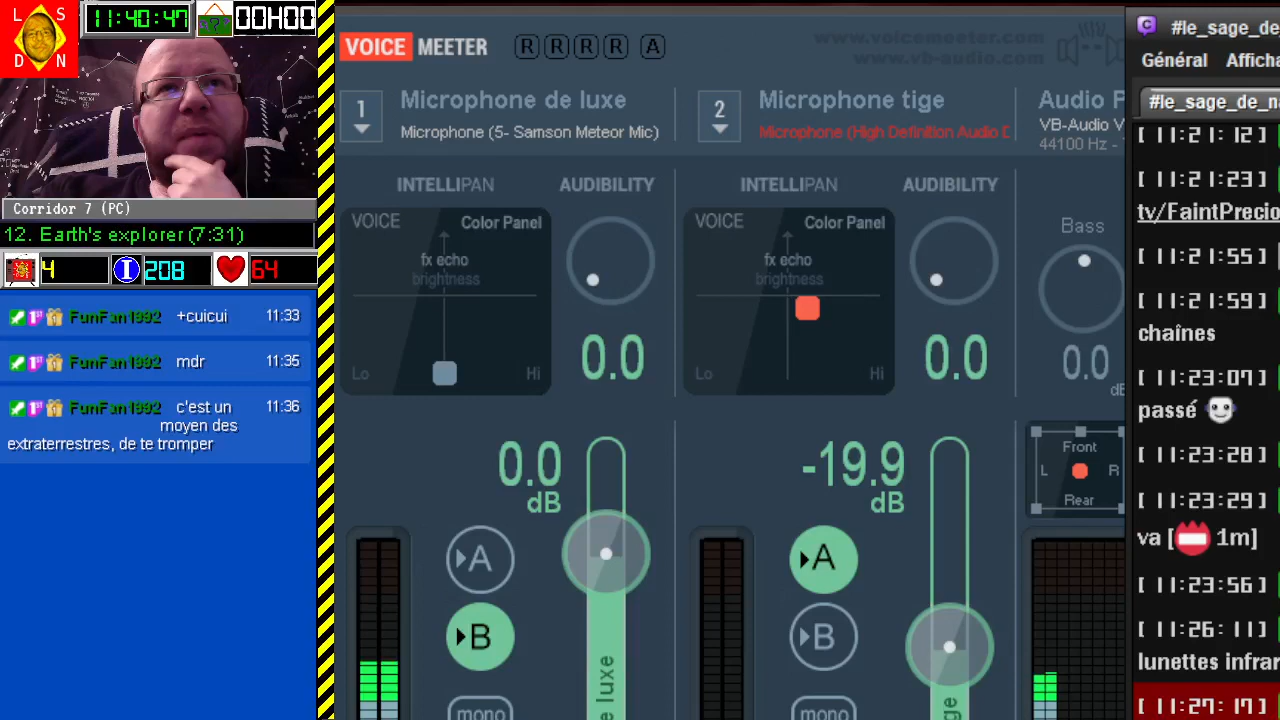 L S
D N
11:40:47
00H00
Corridor 7 (PC)
12. Earth's explorer (7:31)
4
208
64
FunFan1992 +cuicui 11:33
FunFan1992 mdr 11:35
FunFan1992 c'est un 11:36
moyen des
extraterrestres, de te tromper
VOICE MEETER
R R R R A
www.voicemeeter.com
www.vb-audio.com
1
Microphone de luxe
Microphone (5- Samson Meteor Mic)
INTELLIPAN
AUDIBILITY
VOICE
Color Panel
fx echo
brightness
Lo
Hi
0.0
0.0
dB
A
B
mono
e luxe
2
Microphone tige
Microphone (High Definition Audio D
INTELLIPAN
AUDIBILITY
VOICE
Color Panel
fx echo
brightness
Lo
Hi
0.0
-19.9
dB
A
B
mono
ge
Audio P
VB-Audio V
44100 Hz -
Bass
0.0
dB
Front
L R
Rear
#le_sage_de
Général Afficha
#le_sage_de_n
[ 11:21:12]
[ 11:21:23]
tv/FaintPrecio
[ 11:21:55]
[ 11:21:59]
chaînes
[ 11:23:07]
passé
[ 11:23:28]
[ 11:23:29]
va [ 1m]
[ 11:23:56]
[ 11:26:11]
lunettes infrar
[ 11:27:17]